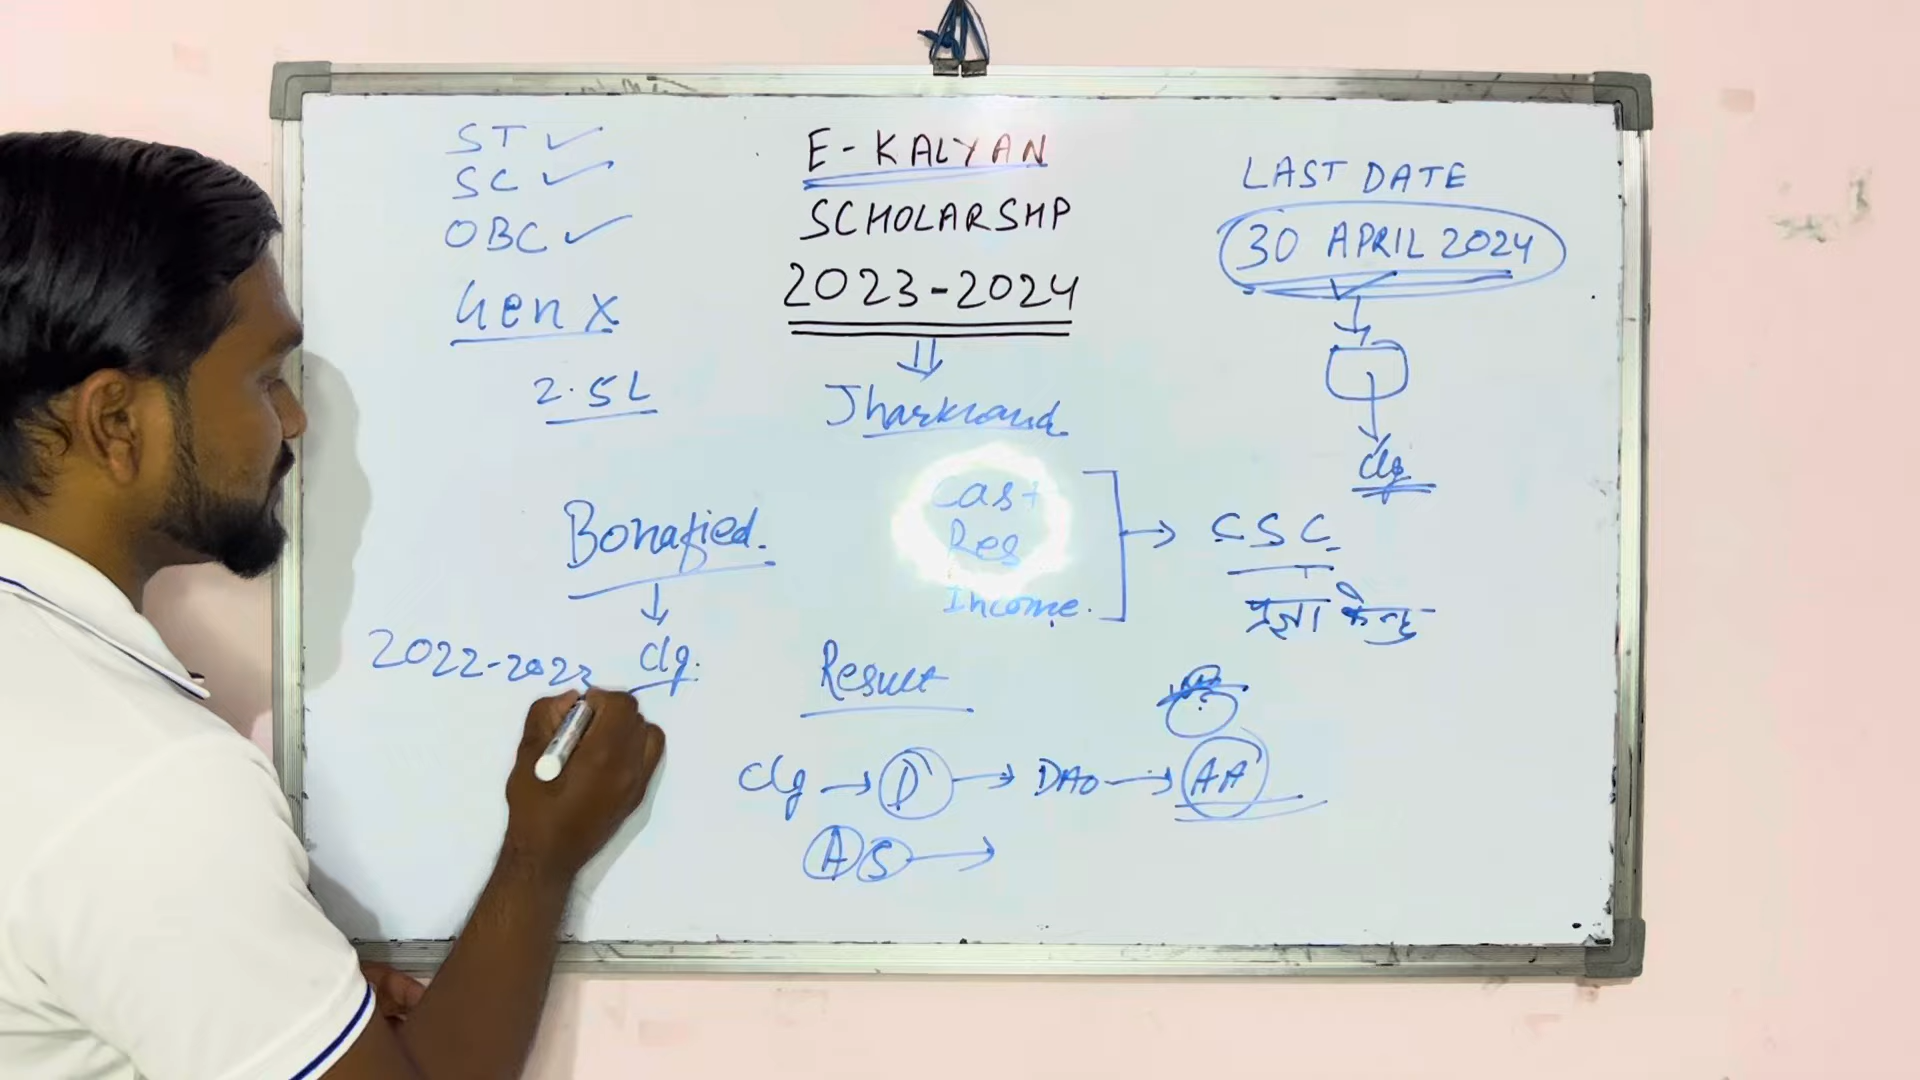 ST ✓
SC ✓
OBC ✓
Gen X
2.5L
E-KALYAN
SCHOLARSHP
2023-2024
Jharkhand
LAST DATE
30 APRIL 2024
Clg
Cast
Res
Income.
CSC
प्रज्ञा केन्द्र
Bonafied.
Clg.
2022-2023
Result
Clg → D → DAO → AA
A S →